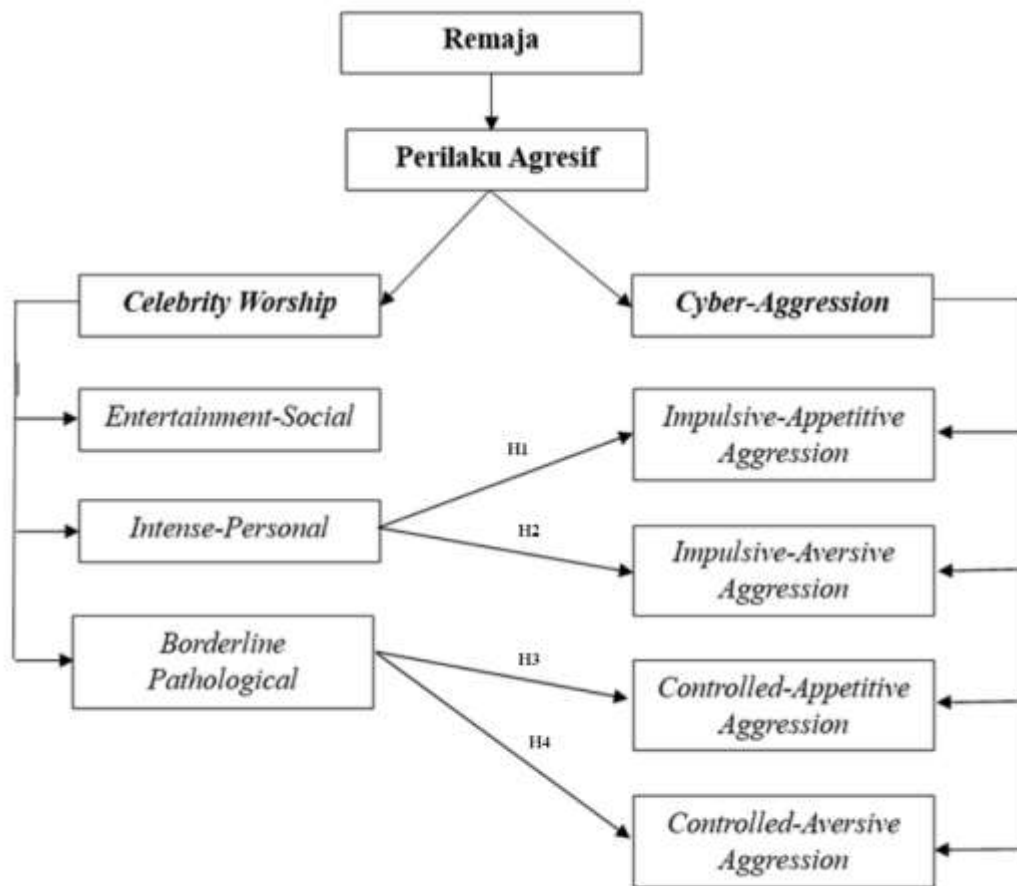 Remaja
Perilaku Agresif
Celebrity Worship
Cyber-Aggression
Entertainment-Social
Impulsive-Appetitive
Aggression
H1
Intense-Personal
H2
Impulsive-Aversive
Aggression
Borderline
Pathological
H3
Controlled-Appetitive
Aggression
H4
Controlled-Aversive
Aggression